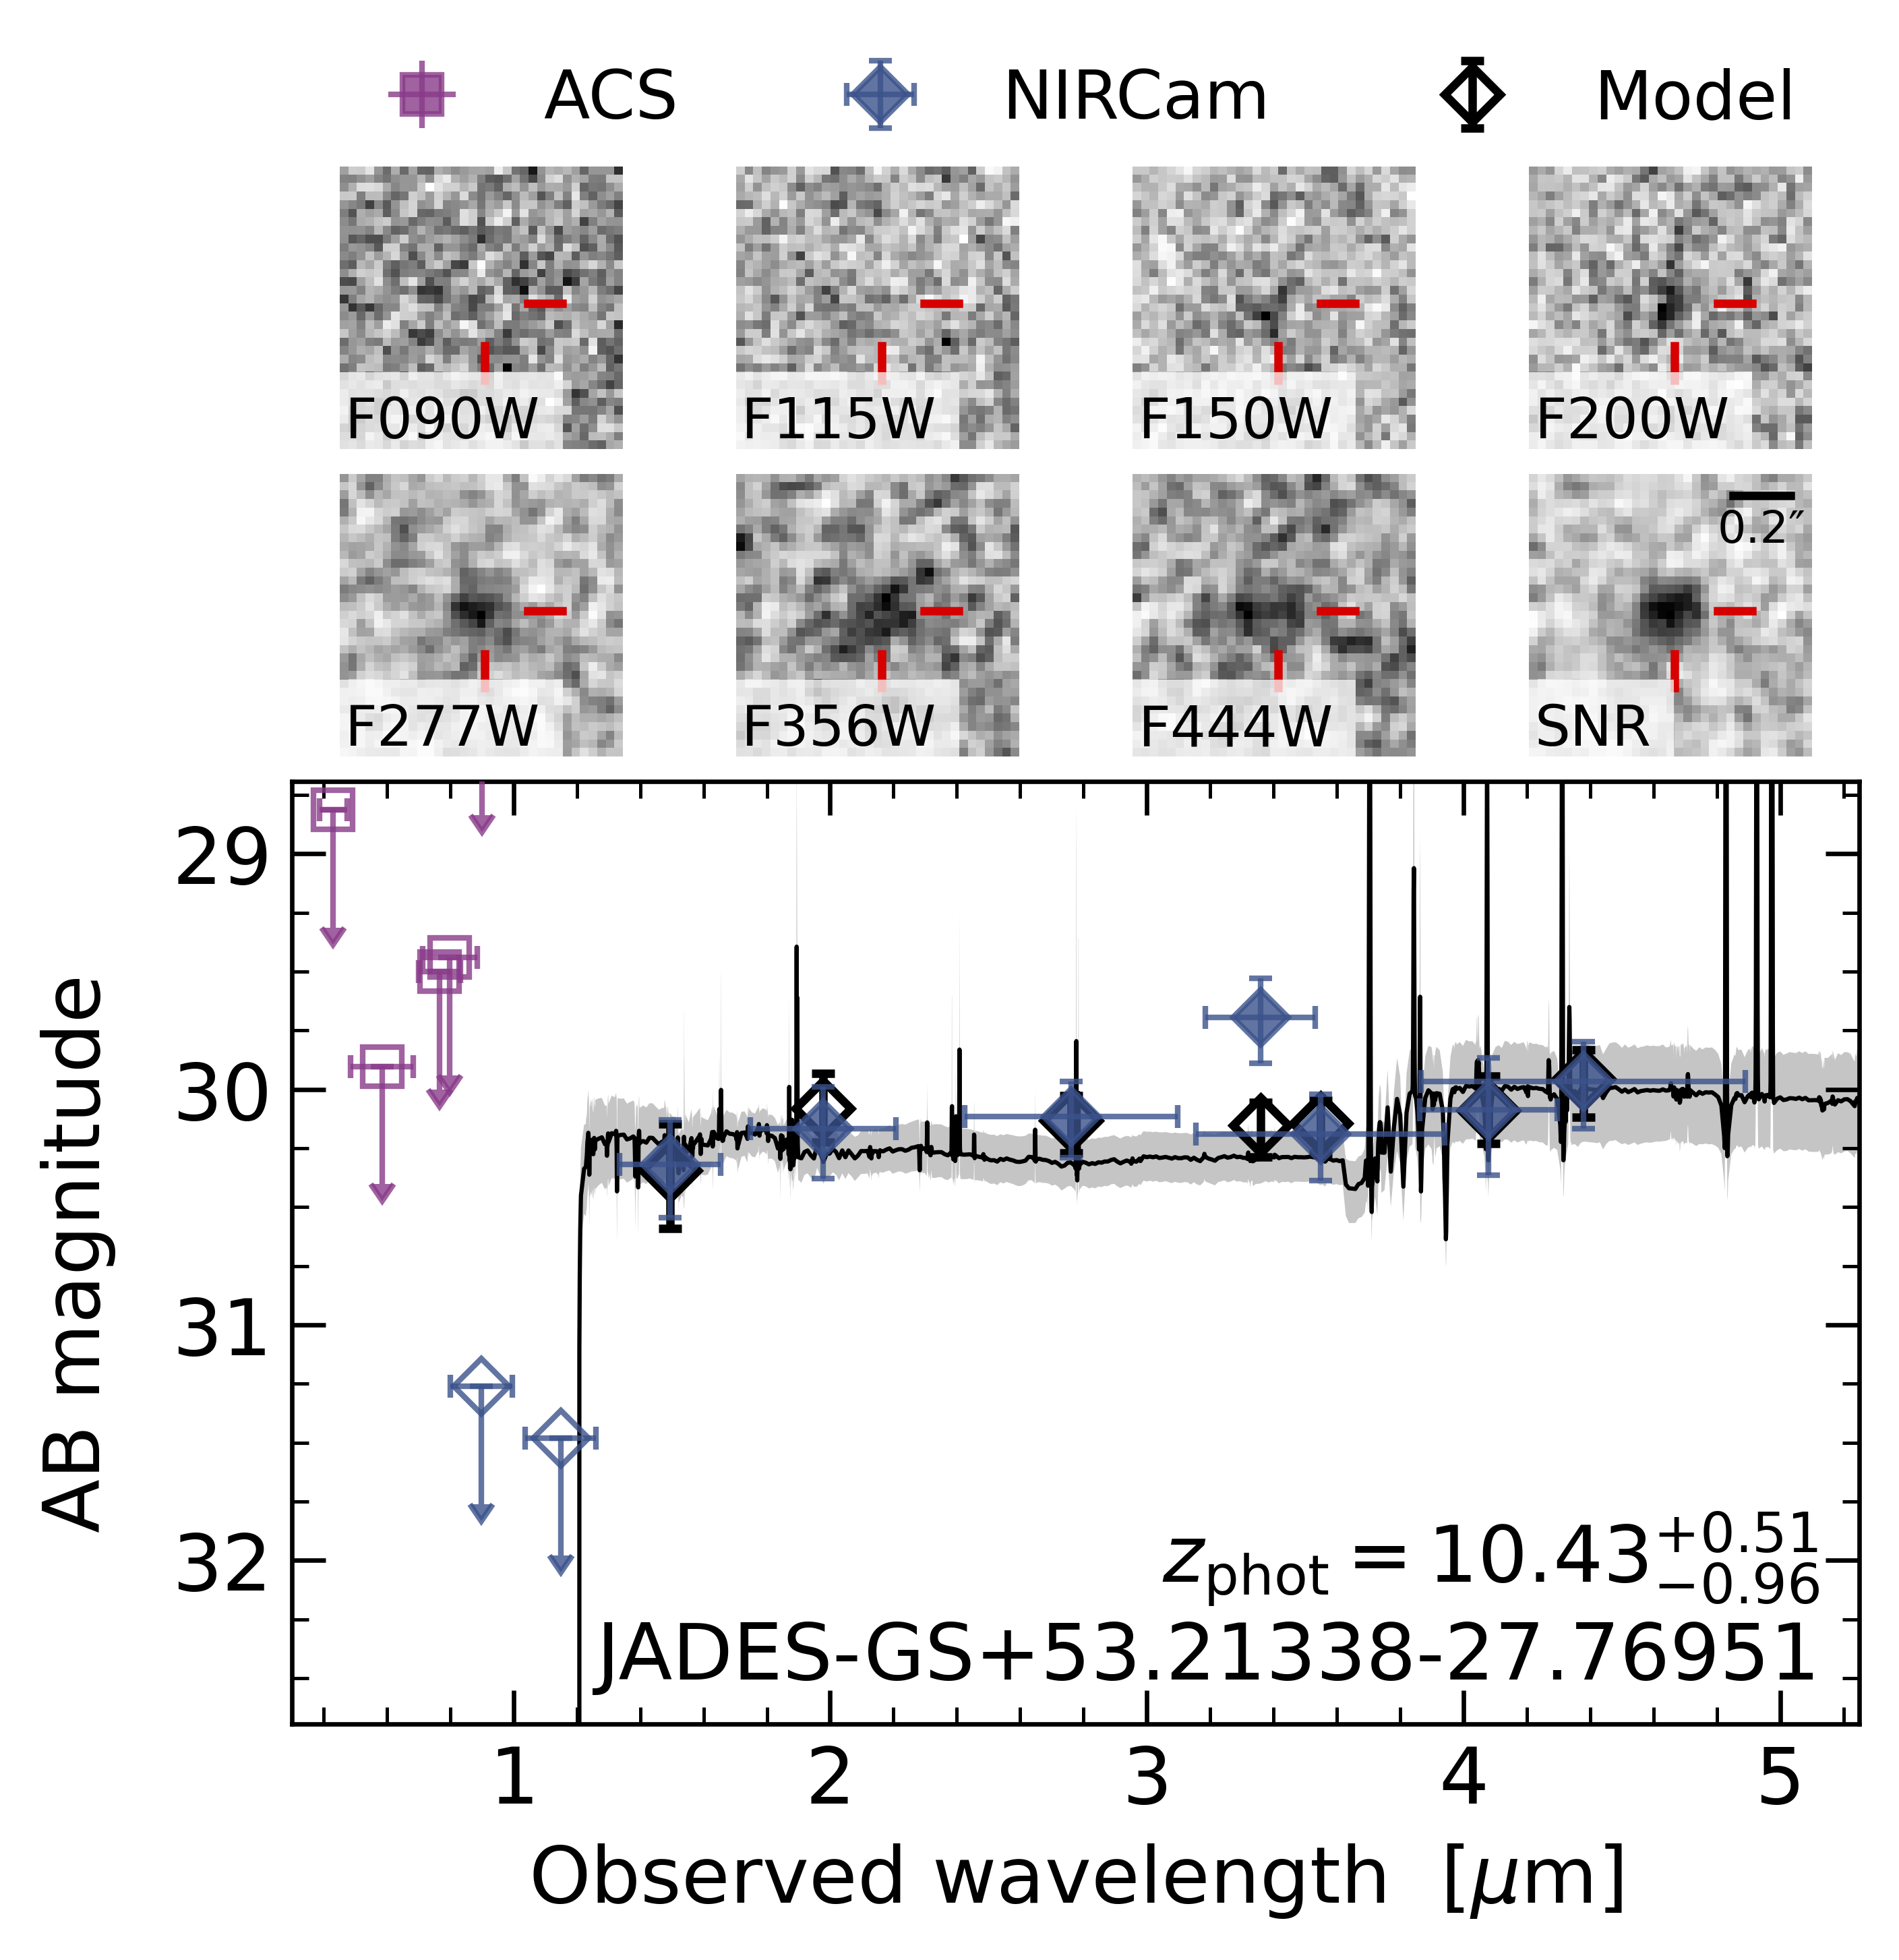 ACS NIRCam Model
F090W F115W F150W F200W
0.2″
F277W F356W F444W SNR
29
30
31
32
AB magnitude
z_phot = 10.43^{+0.51}_{−0.96}
JADES-GS+53.21338-27.76951
1 2 3 4 5
Observed wavelength [μm]